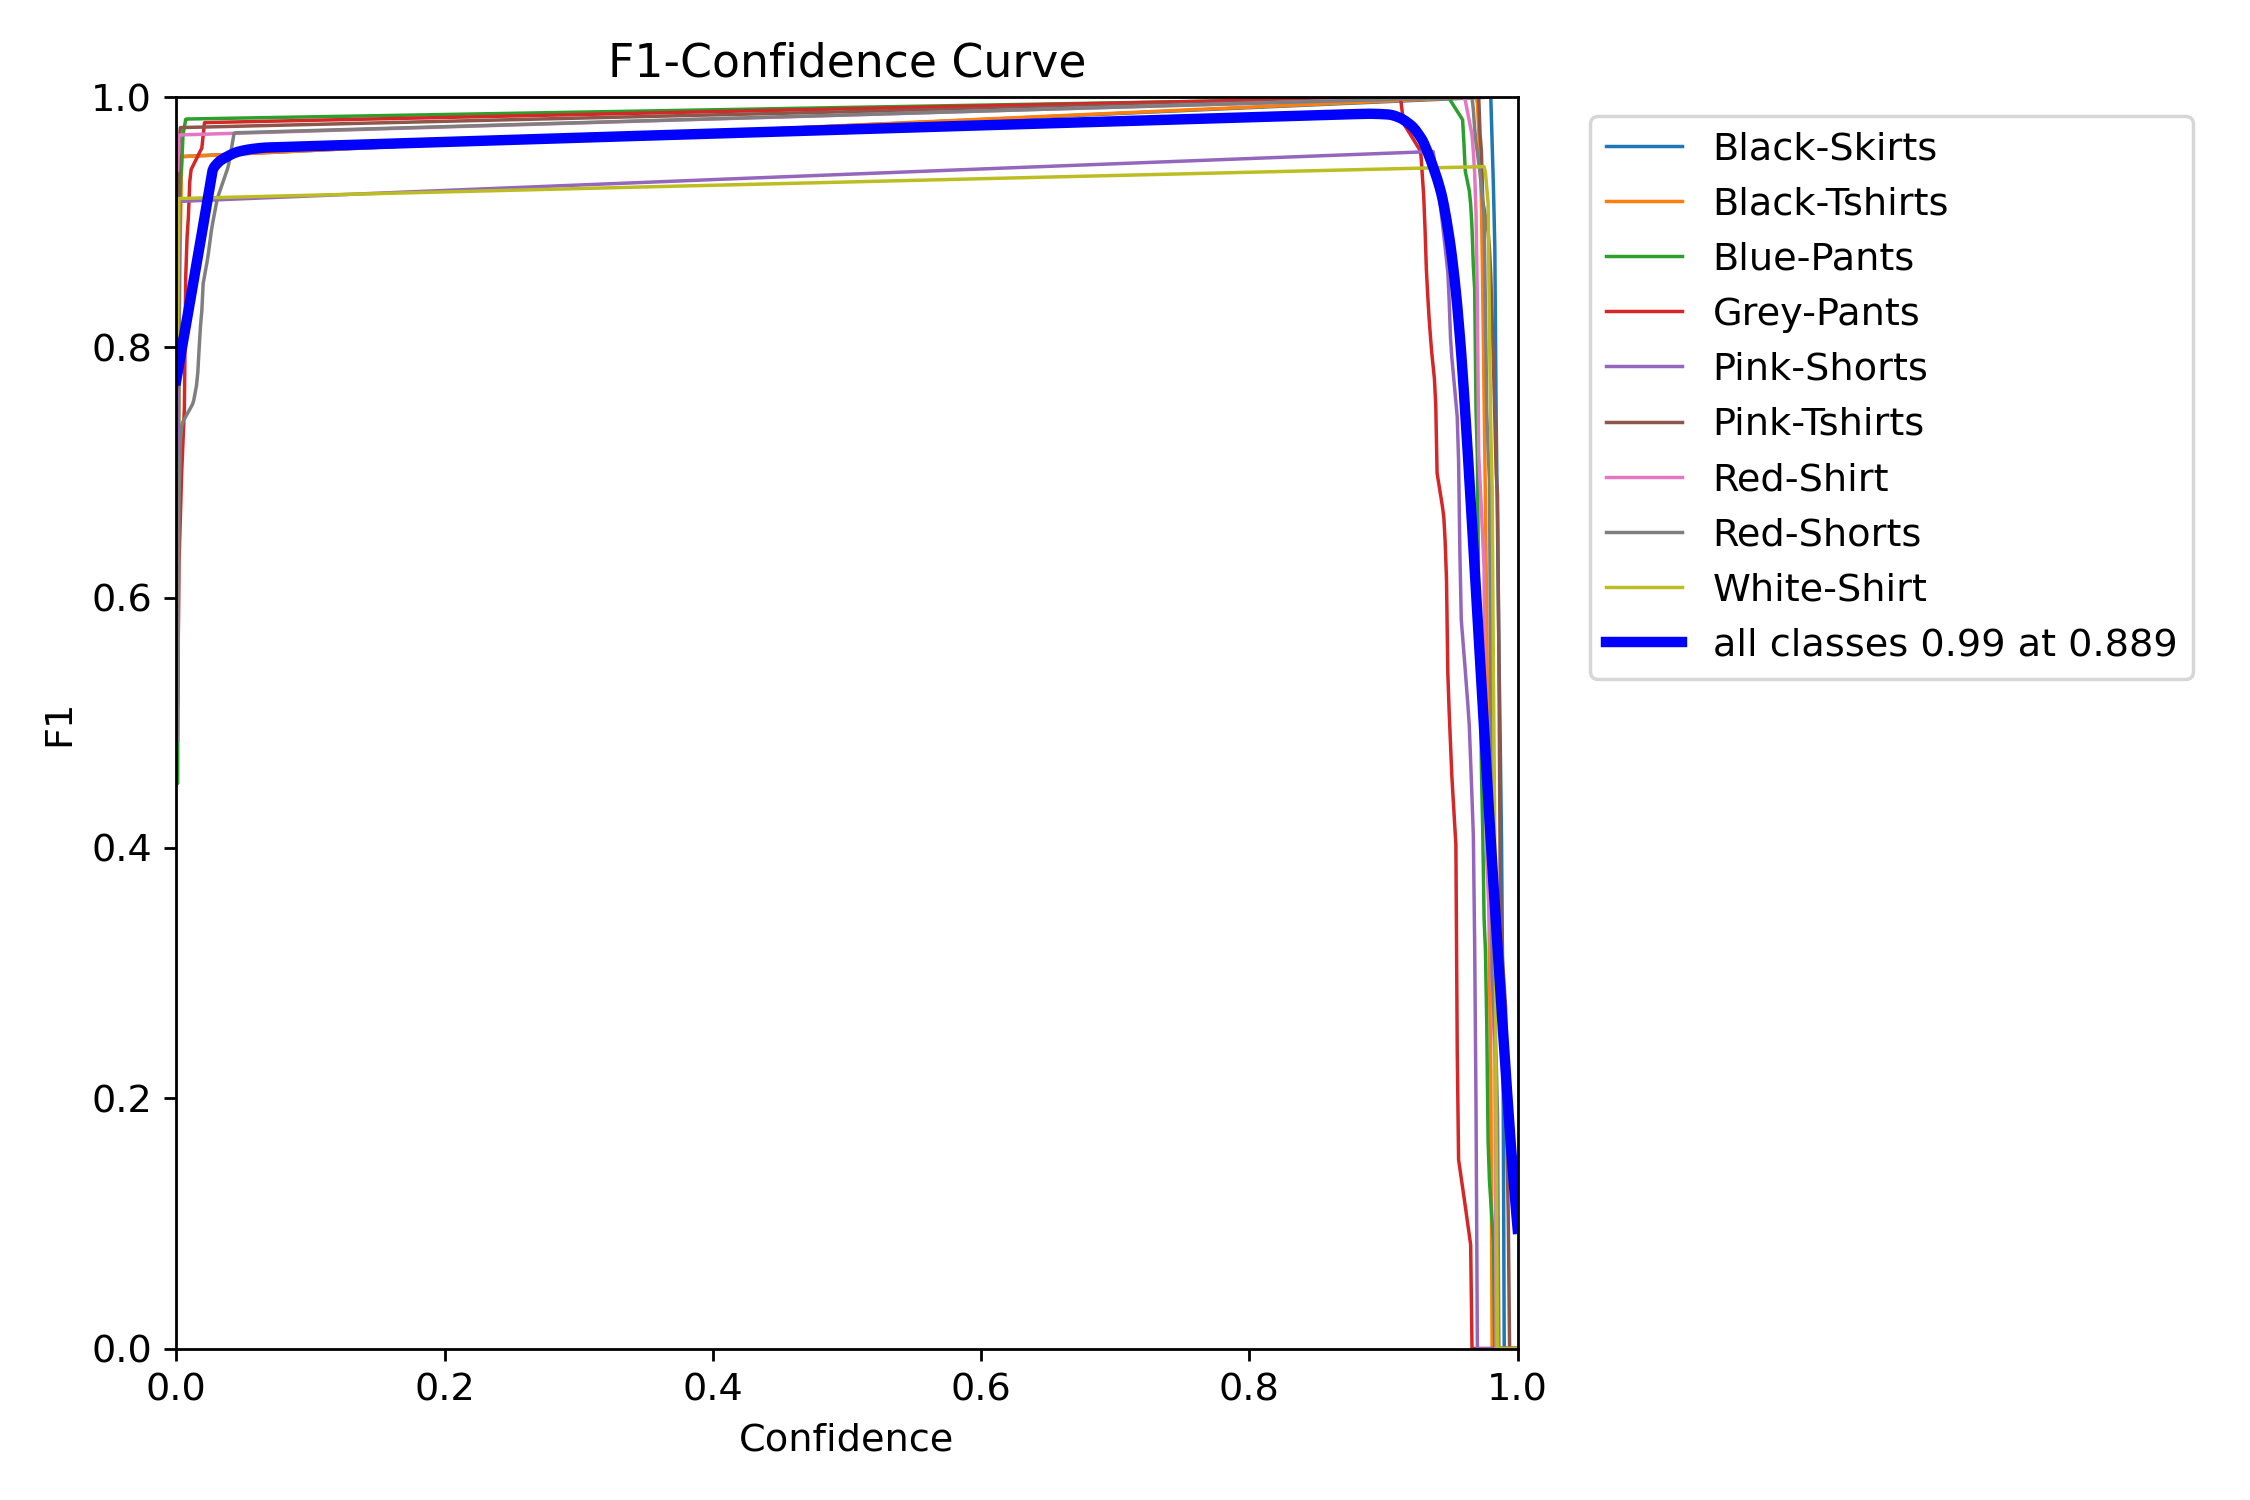 F1-Confidence Curve
1.0
0.8
0.6
0.4
0.2
0.0
F1
0.0 0.2 0.4 0.6 0.8 1.0
Confidence
Black-Skirts
Black-Tshirts
Blue-Pants
Grey-Pants
Pink-Shorts
Pink-Tshirts
Red-Shirt
Red-Shorts
White-Shirt
all classes 0.99 at 0.889